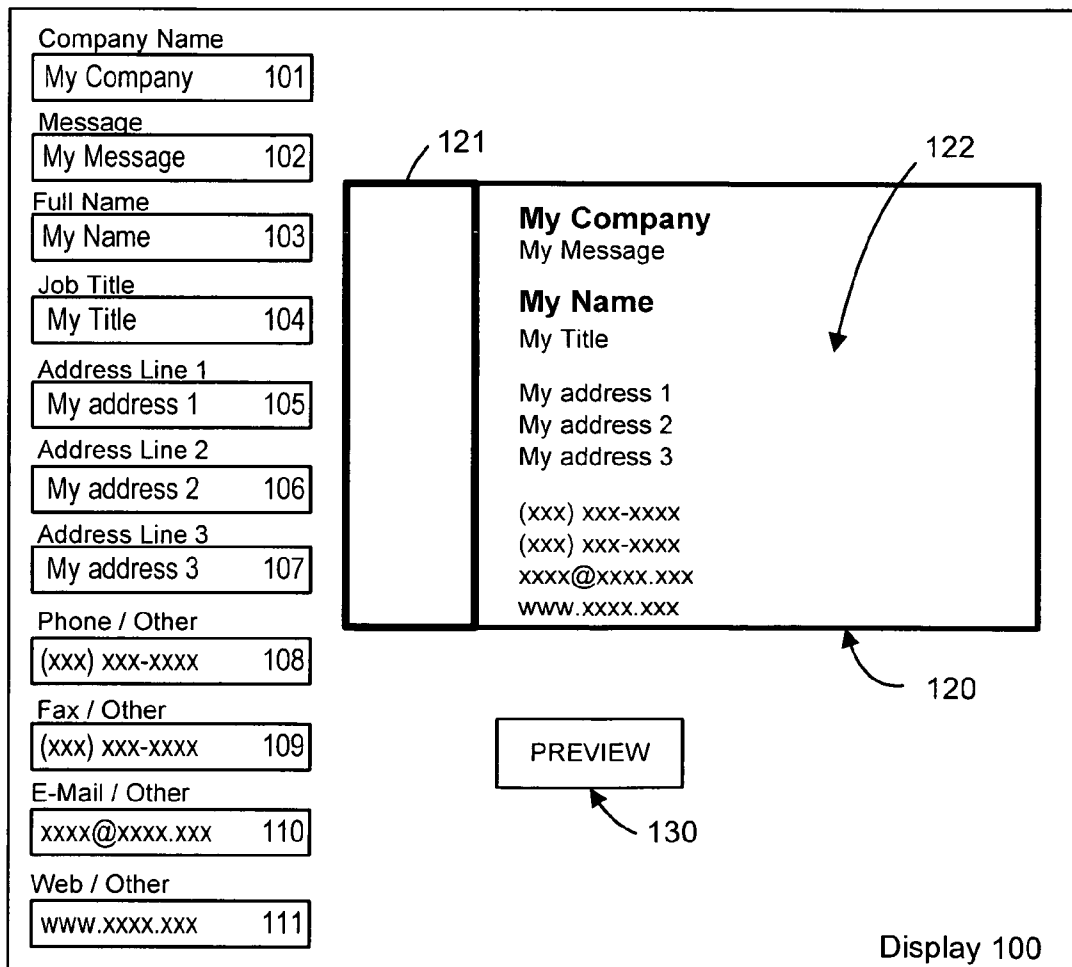 Company Name
My Company 101
Message
My Message 102
Full Name
My Name 103
Job Title
My Title 104
Address Line 1
My address 1 105
Address Line 2
My address 2 106
Address Line 3
My address 3 107
Phone / Other
(xxx) xxx-xxxx 108
Fax / Other
(xxx) xxx-xxxx 109
E-Mail / Other
xxxx@xxxx.xxx 110
Web / Other
www.xxxx.xxx 111
121
122
My Company
My Message
My Name
My Title
My address 1
My address 2
My address 3
(xxx) xxx-xxxx
(xxx) xxx-xxxx
xxxx@xxxx.xxx
www.xxxx.xxx
120
PREVIEW
130
Display 100